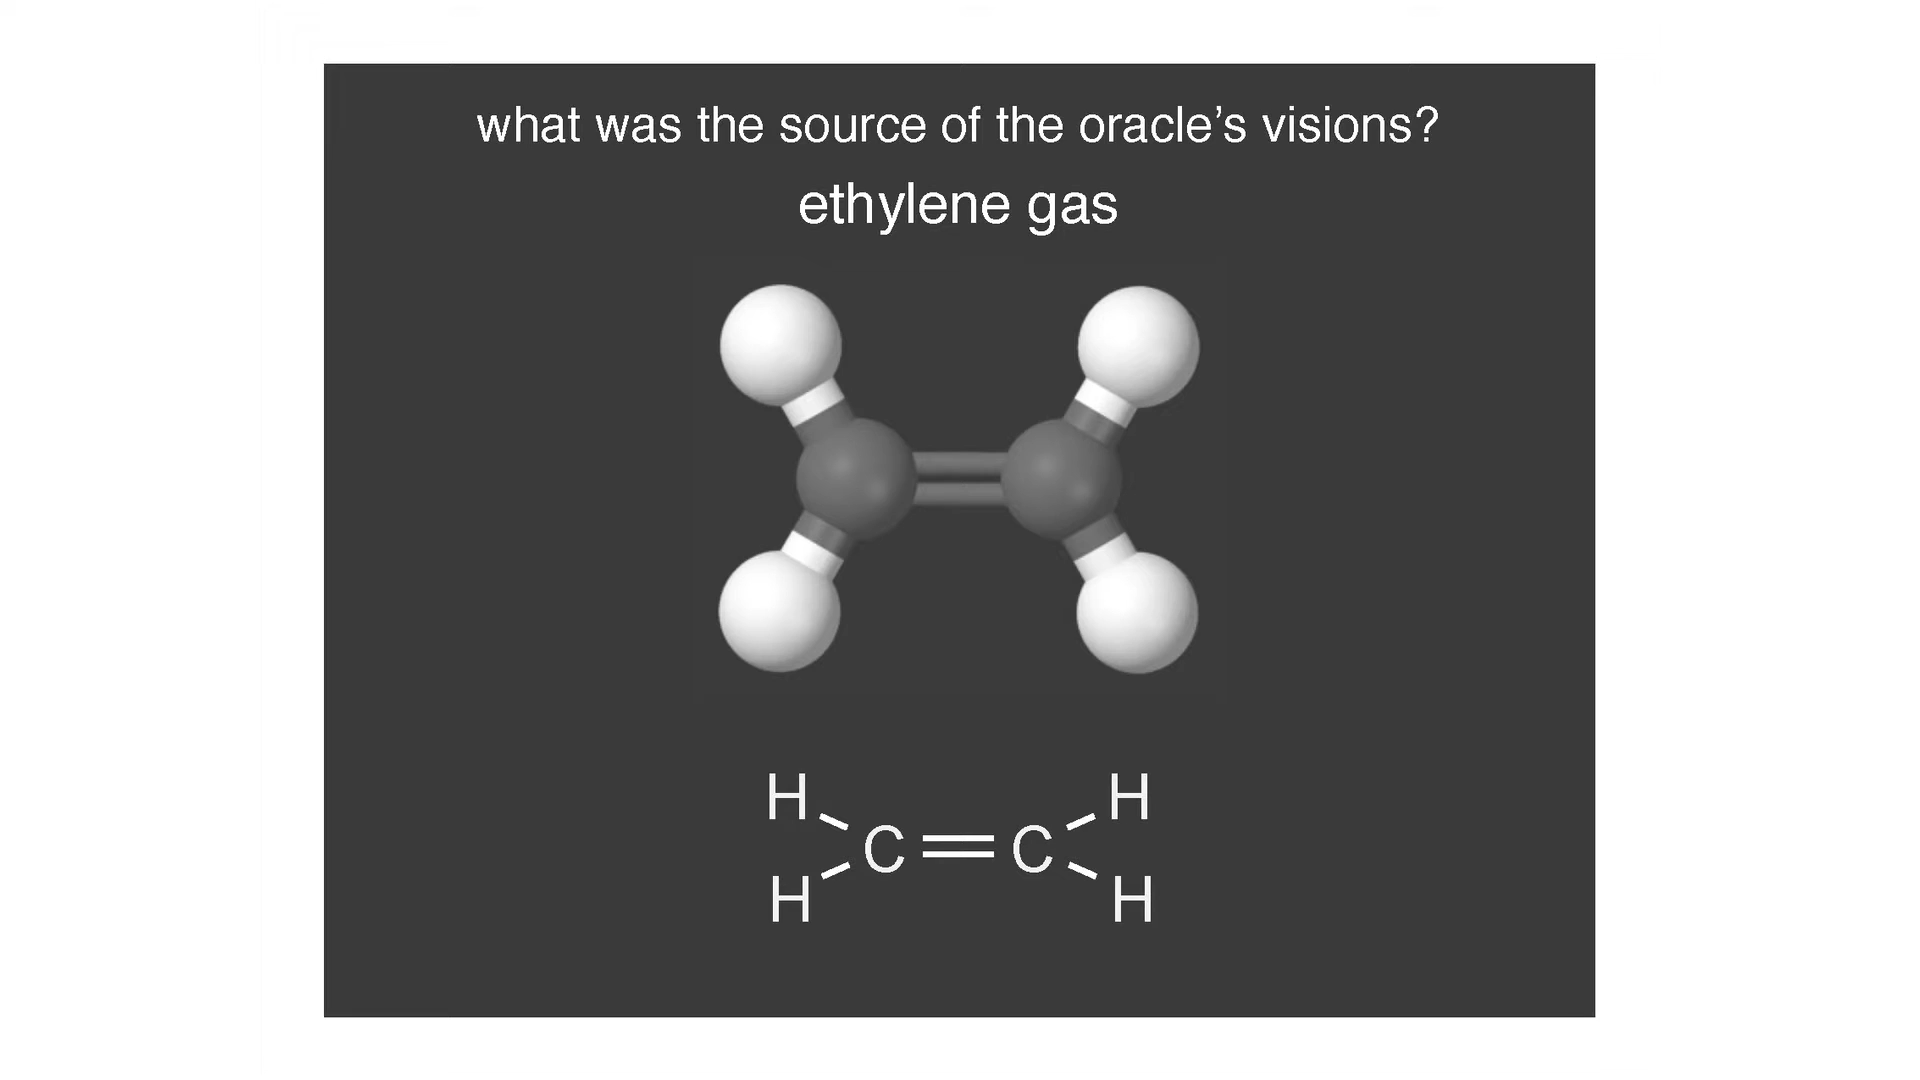 what was the source of the oracle’s visions?
ethylene gas
H H
C C
H H